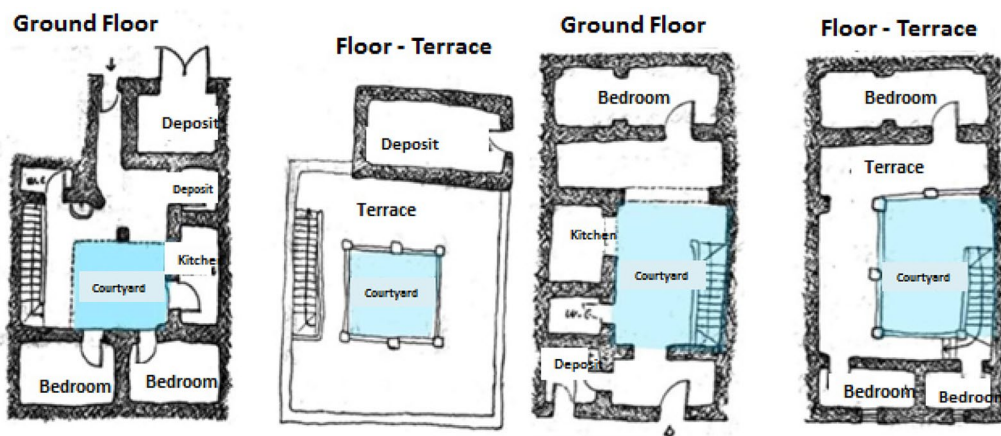 Ground Floor
Deposit
Deposit
W.C
Kitchen
Courtyard
Bedroom
Bedroom
Floor - Terrace
Deposit
Terrace
Courtyard
Ground Floor
Bedroom
Kitchen
Courtyard
W.C.
Deposit
Floor - Terrace
Bedroom
Terrace
Courtyard
Bedroom
Bedroom